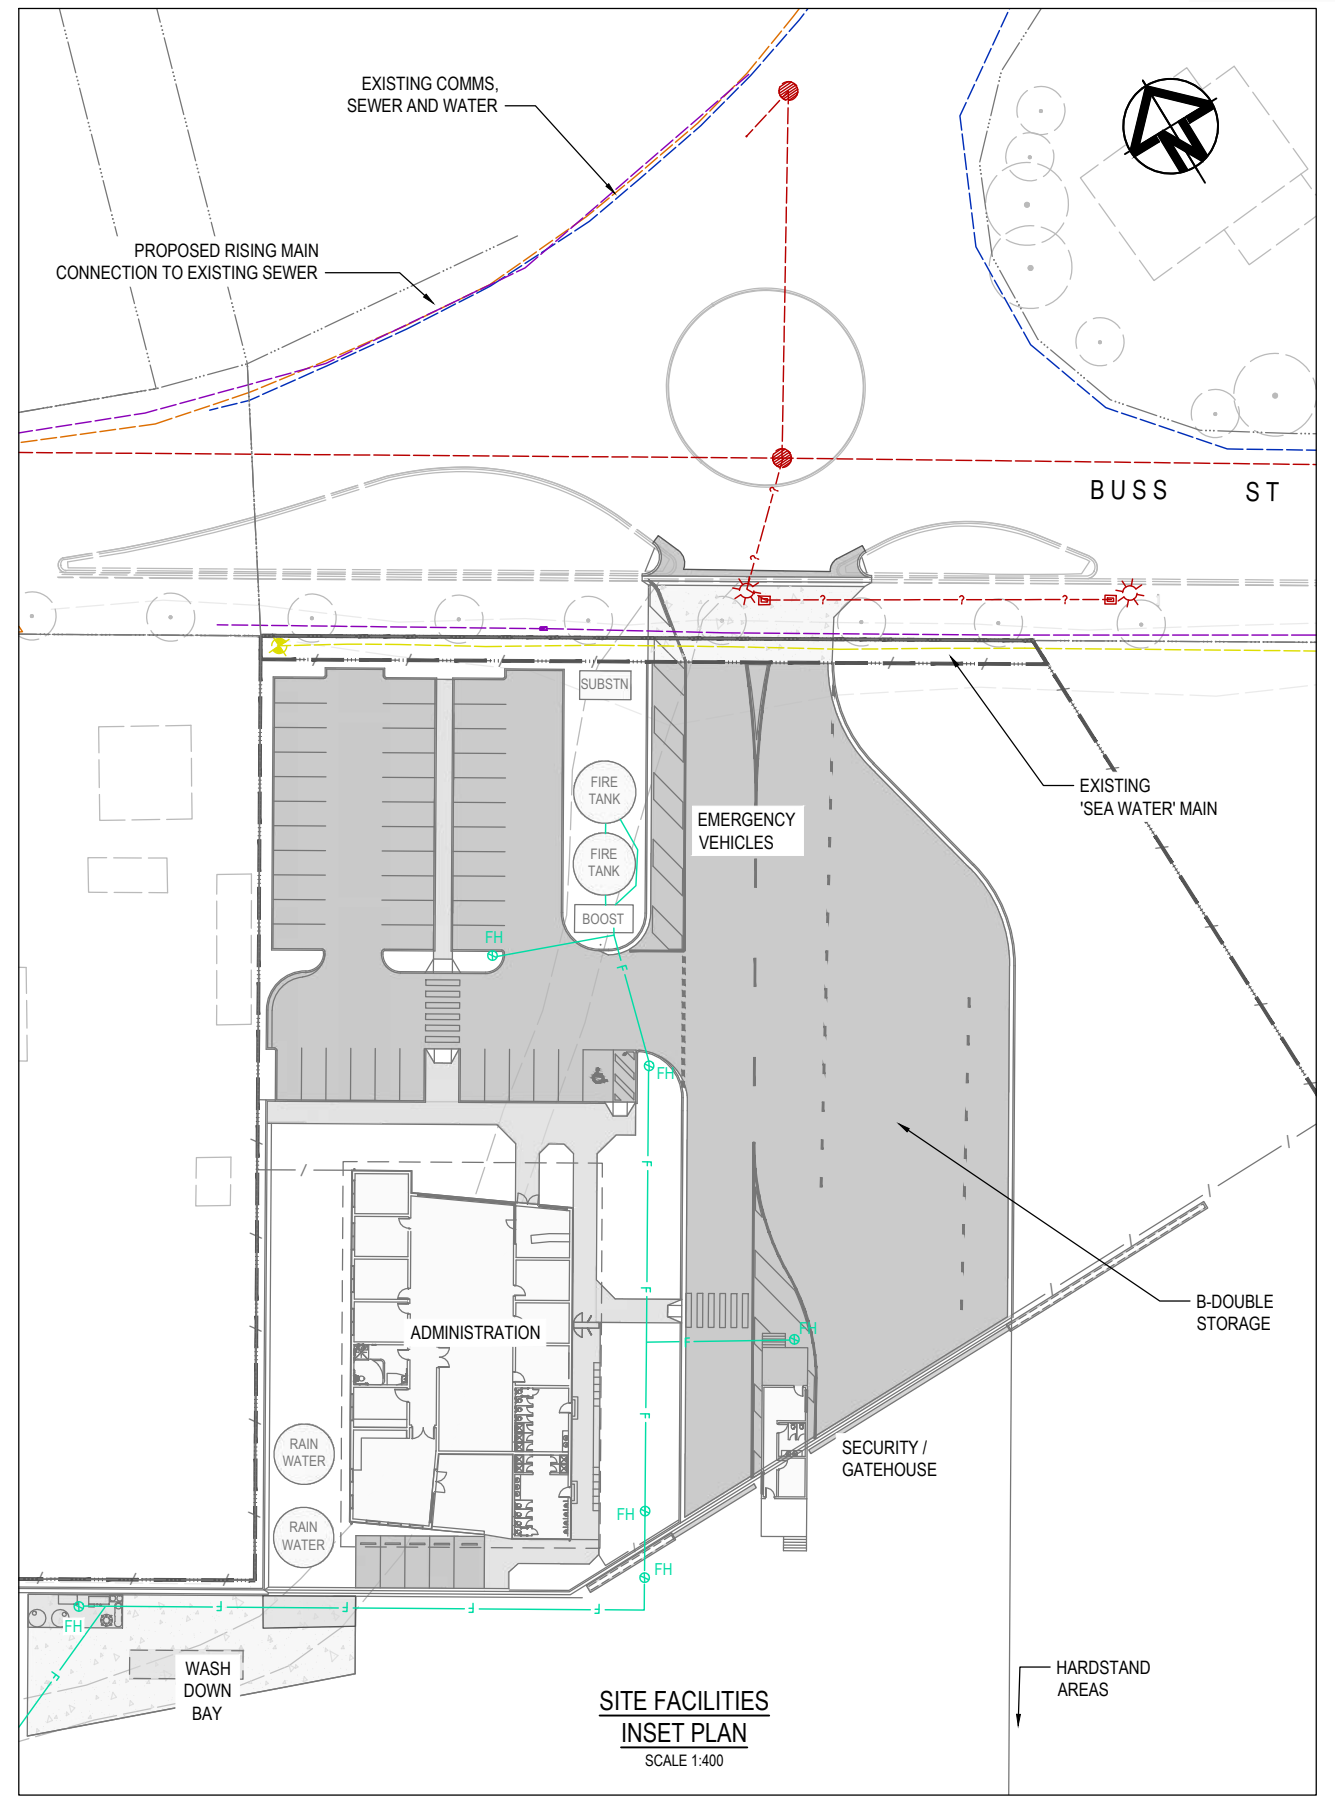 EXISTING COMMS,
SEWER AND WATER
N
PROPOSED RISING MAIN
CONNECTION TO EXISTING SEWER
BUSS ST
?
?
? ? ?
SUBSTN
FIRE
TANK
EXISTING
'SEA WATER' MAIN
EMERGENCY
VEHICLES
FIRE
TANK
BOOST
FH
F
FH
F
F
B-DOUBLE
STORAGE
ADMINISTRATION
FH
F
F
RAIN
WATER
SECURITY /
GATEHOUSE
FH
RAIN
WATER
FH
F F F F
FH
F
WASH
DOWN
BAY
HARDSTAND
AREAS
SITE FACILITIES
INSET PLAN
SCALE 1:400